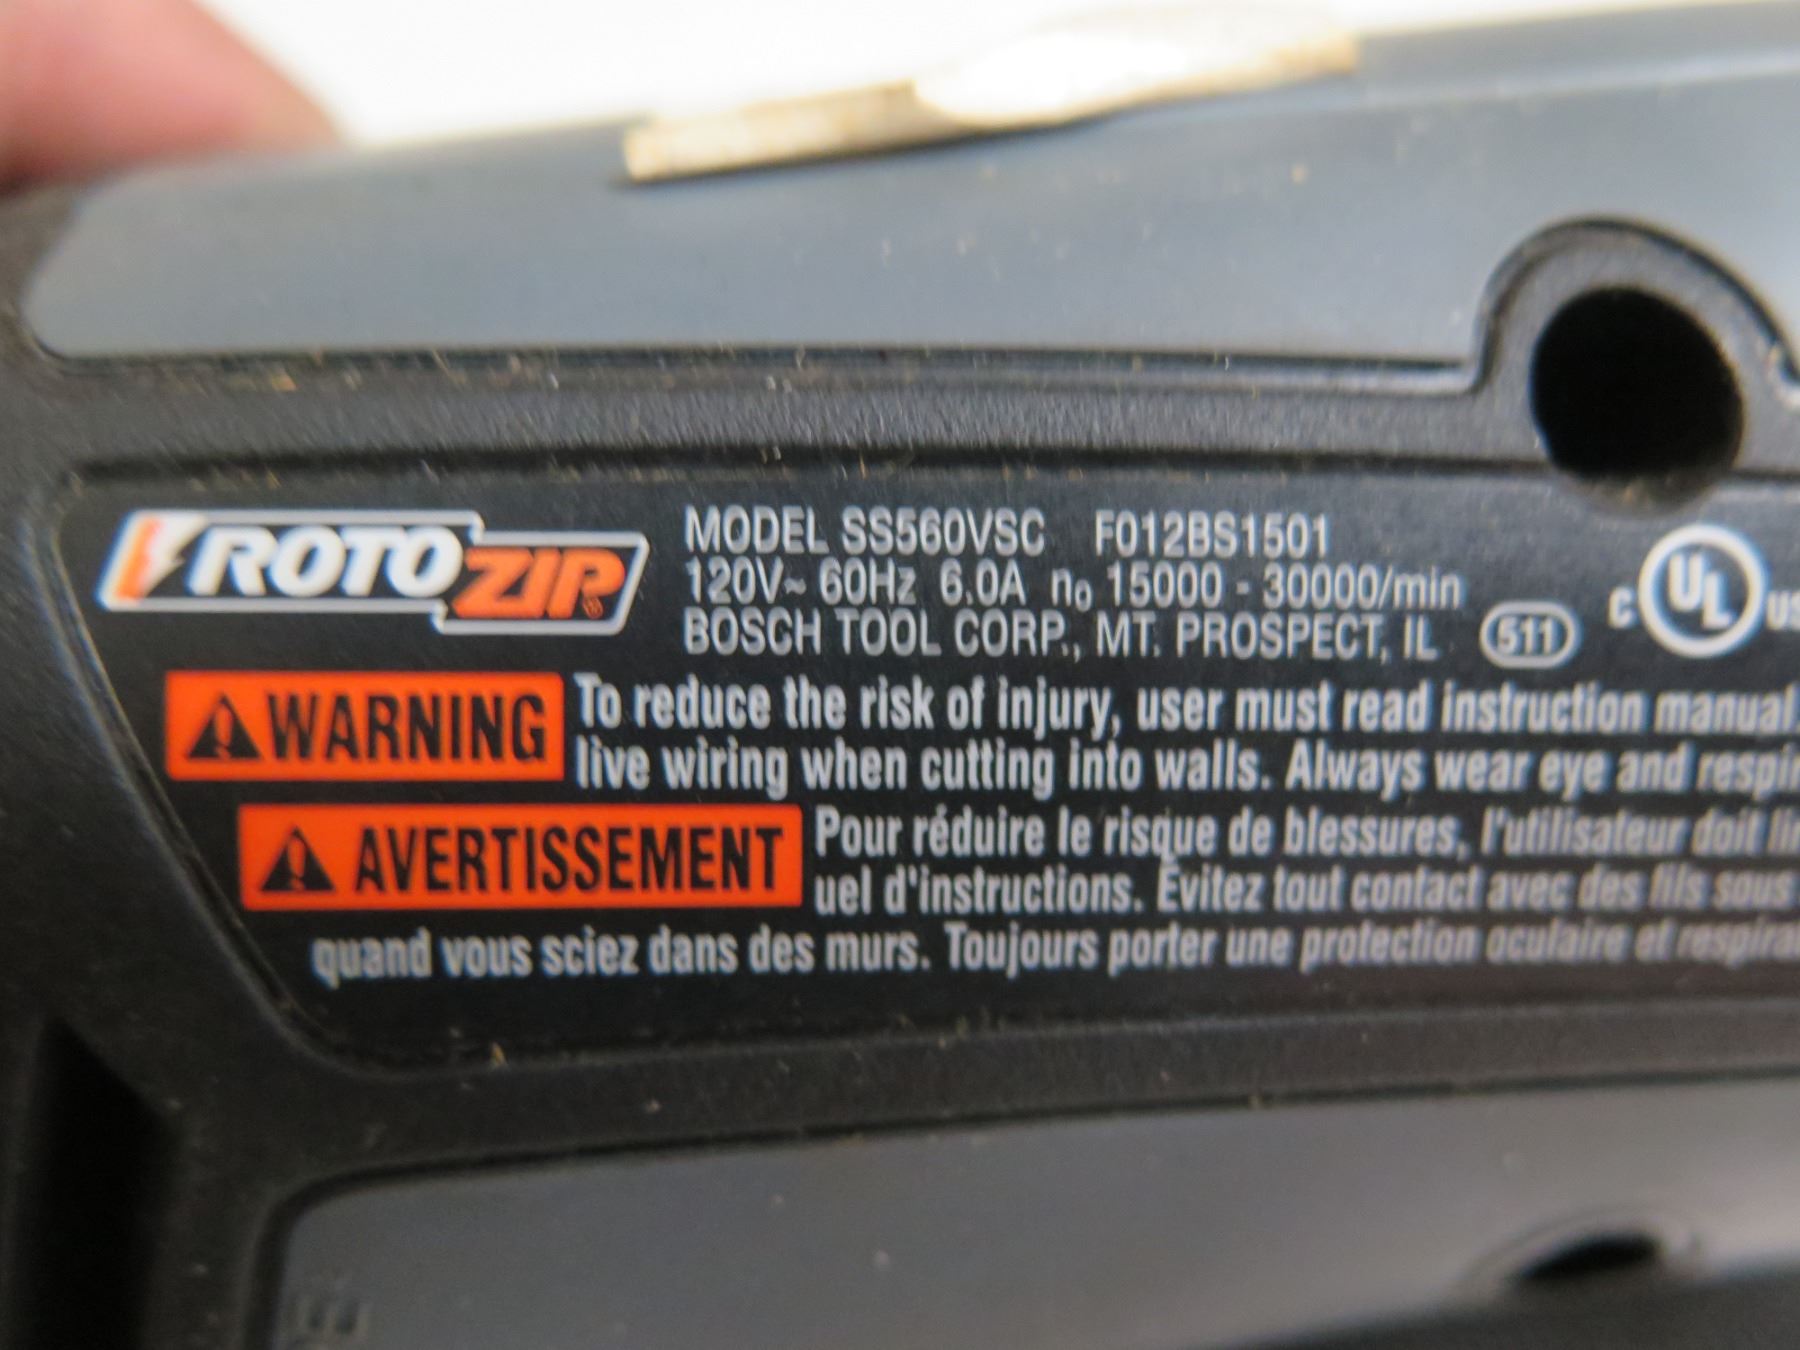 ROTOZIP®
MODEL SS560VSC F012BS1501
120V~ 60Hz 6.0A n₀ 15000 - 30000/min
BOSCH TOOL CORP., MT. PROSPECT, IL 511 C UL US
WARNING To reduce the risk of injury, user must read instruction manual.
live wiring when cutting into walls. Always wear eye and
AVERTISSEMENT Pour réduire le risque de blessures, l'utilisateur doit
uel d'instructions. Évitez tout contact avec des fils sous
quand vous sciez dans des murs. Toujours porter une protection oculaire et